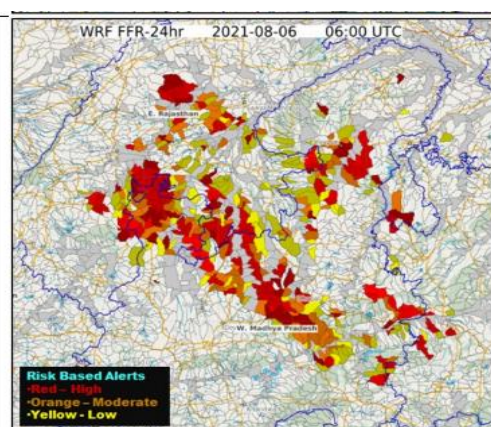 WRF FFR-24hr 2021-08-06 06:00 UTC
E. Rajasthan
W. Madhya Pradesh
Risk Based Alerts
•Red – High
•Orange – Moderate
•Yellow - Low